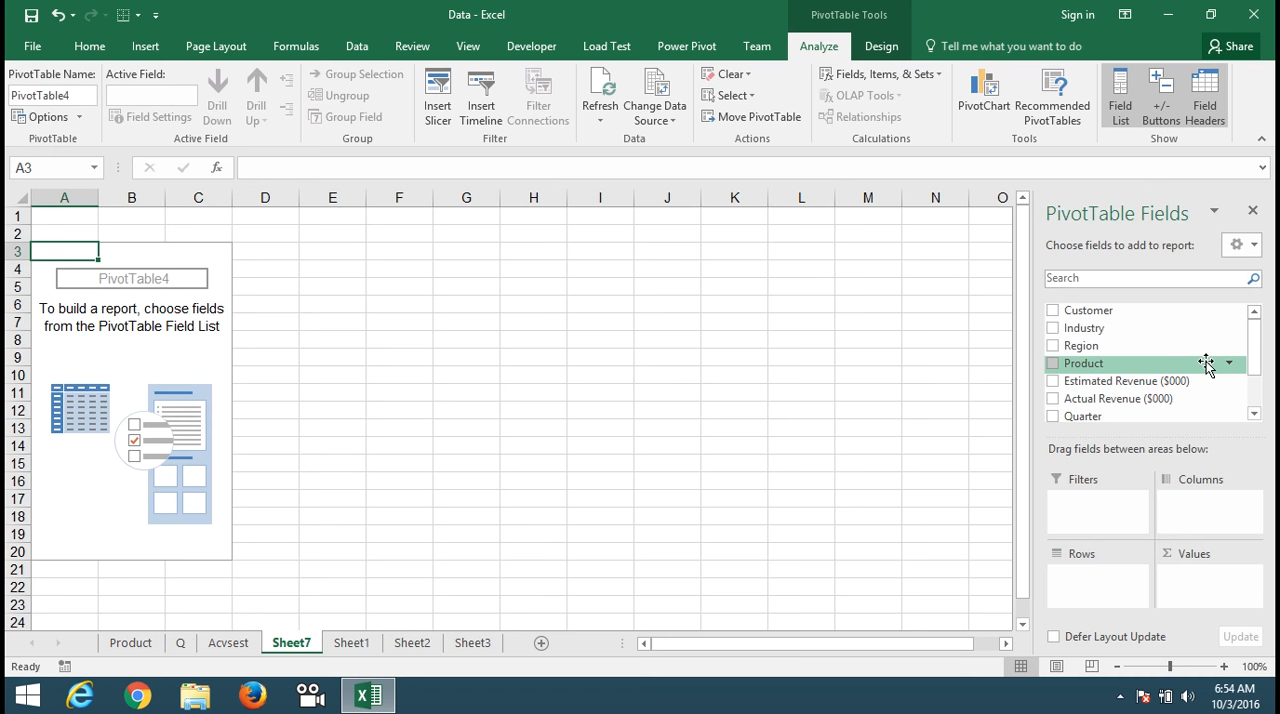 Data - Excel
PivotTable Tools
Sign in
File Home Insert Page Layout Formulas Data Review View Developer Load Test Power Pivot Team Analyze Design Tell me what you want to do Share
PivotTable Name:
PivotTable4
Options
PivotTable
Active Field:
Field Settings
Drill Down
Drill Up
Active Field
Group Selection
Ungroup
Group Field
Group
Insert Slicer
Insert Timeline
Filter Connections
Filter
Refresh
Change Data Source
Data
Clear
Select
Move PivotTable
Actions
Fields, Items, & Sets
OLAP Tools
Relationships
Calculations
PivotChart
Recommended PivotTables
Tools
Field List
+/- Buttons
Field Headers
Show
A3
fx
A B C D E F G H I J K L M N O
1
2
3
4
5
6
7
8
9
10
11
12
13
14
15
16
17
18
19
20
21
22
23
24
PivotTable4
To build a report, choose fields
from the PivotTable Field List
PivotTable Fields
Choose fields to add to report:
Search
Customer
Industry
Region
Product
Estimated Revenue ($000)
Actual Revenue ($000)
Quarter
Drag fields between areas below:
Filters
Columns
Rows
Σ Values
Defer Layout Update
Update
Product Q Acvsest Sheet7 Sheet1 Sheet2 Sheet3
Ready
100%
6:54 AM
10/3/2016